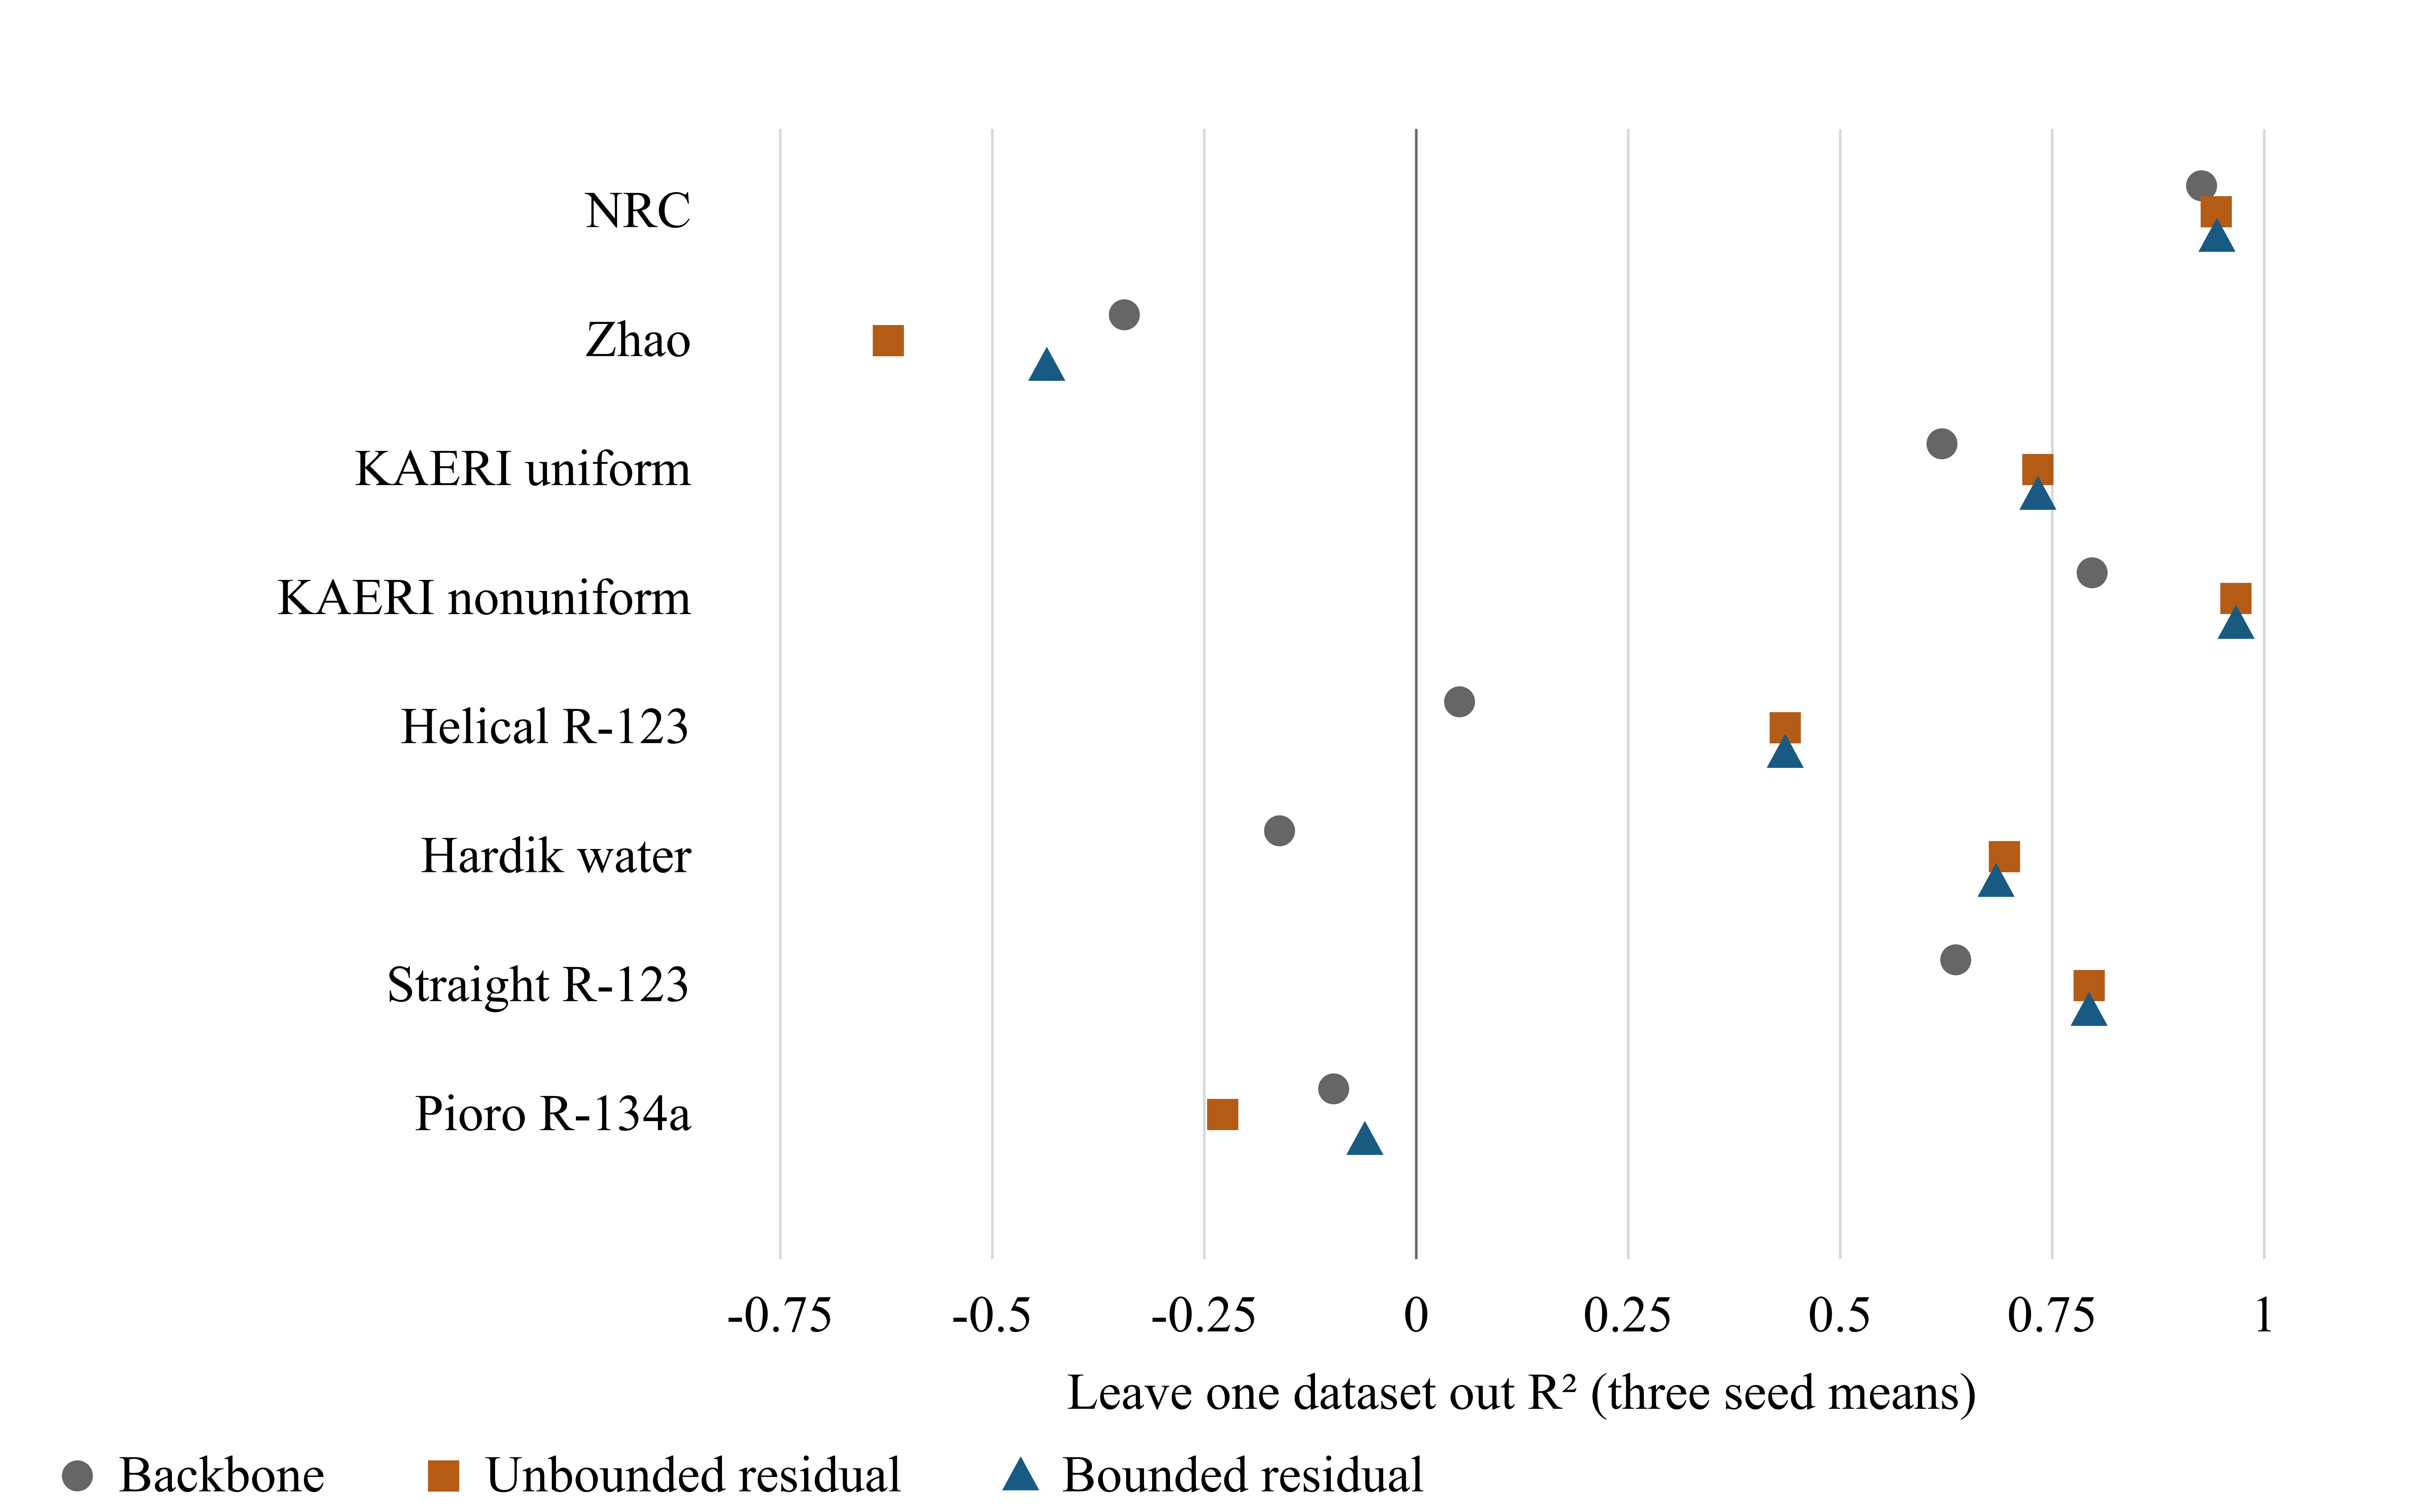 NRC
Zhao
KAERI uniform
KAERI nonuniform
Helical R-123
Hardik water
Straight R-123
Pioro R-134a
-0.75 -0.5 -0.25 0 0.25 0.5 0.75 1
Leave one dataset out R² (three seed means)
Backbone Unbounded residual Bounded residual